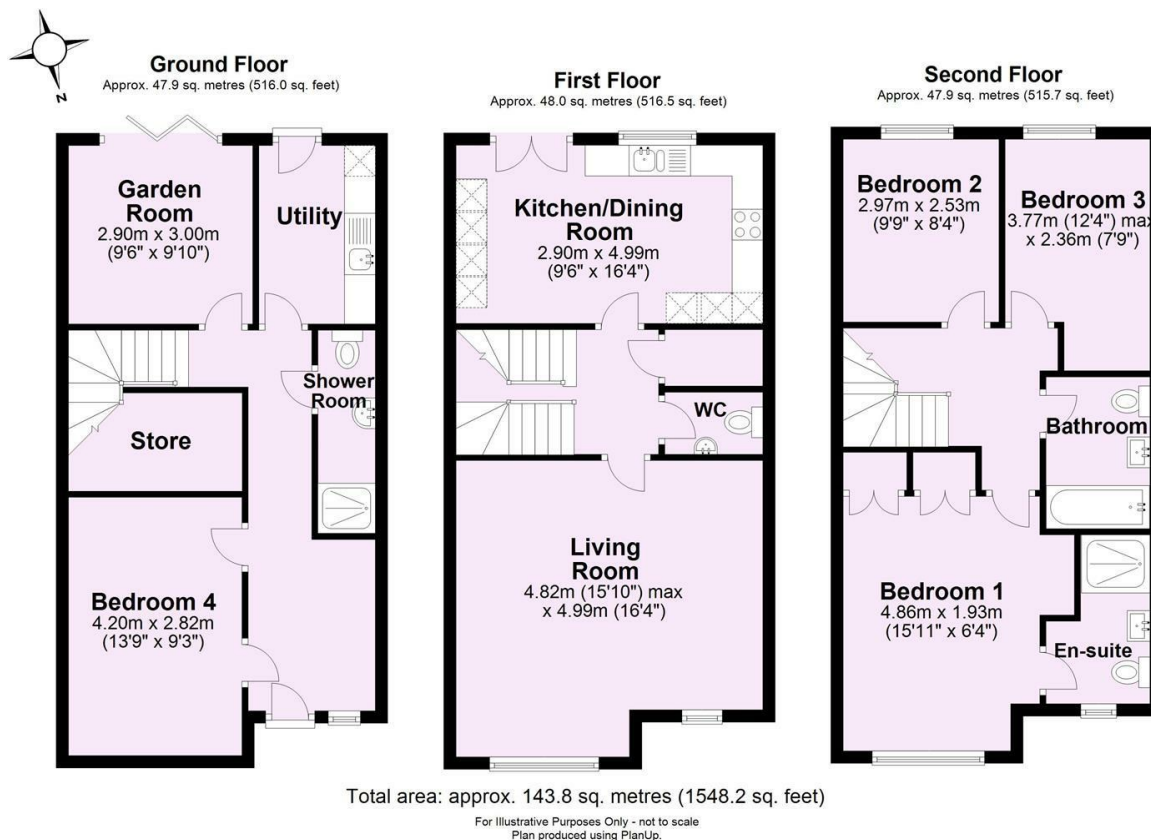 N
Ground Floor
Approx. 47.9 sq. metres (516.0 sq. feet)
Garden
Room
2.90m x 3.00m
(9'6" x 9'10")
Utility
Shower
Room
Store
Bedroom 4
4.20m x 2.82m
(13'9" x 9'3")
First Floor
Approx. 48.0 sq. metres (516.5 sq. feet)
Kitchen/Dining
Room
2.90m x 4.99m
(9'6" x 16'4")
WC
Living
Room
4.82m (15'10") max
x 4.99m (16'4")
Second Floor
Approx. 47.9 sq. metres (515.7 sq. feet)
Bedroom 2
2.97m x 2.53m
(9'9" x 8'4")
Bedroom 3
3.77m (12'4") max
x 2.36m (7'9")
Bathroom
Bedroom 1
4.86m x 1.93m
(15'11" x 6'4")
En-suite
Total area: approx. 143.8 sq. metres (1548.2 sq. feet)
For Illustrative Purposes Only - not to scale
Plan produced using PlanUp.